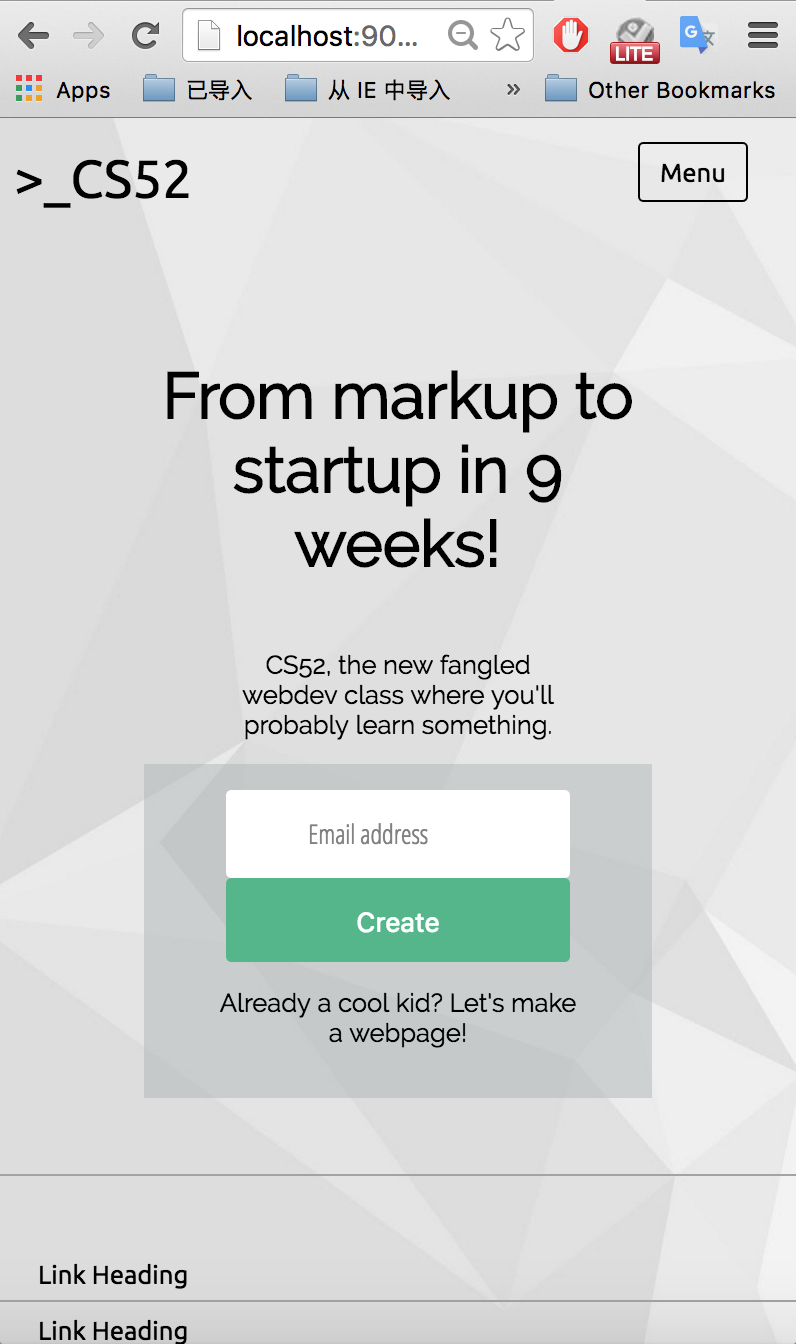 localhost:90...
LITE
G 文
Apps
已导入
从 IE 中导入
»
Other Bookmarks
>_CS52
Menu
From markup to
startup in 9
weeks!
CS52, the new fangled
webdev class where you'll
probably learn something.
Email address
Create
Already a cool kid? Let's make
a webpage!
Link Heading
Link Heading